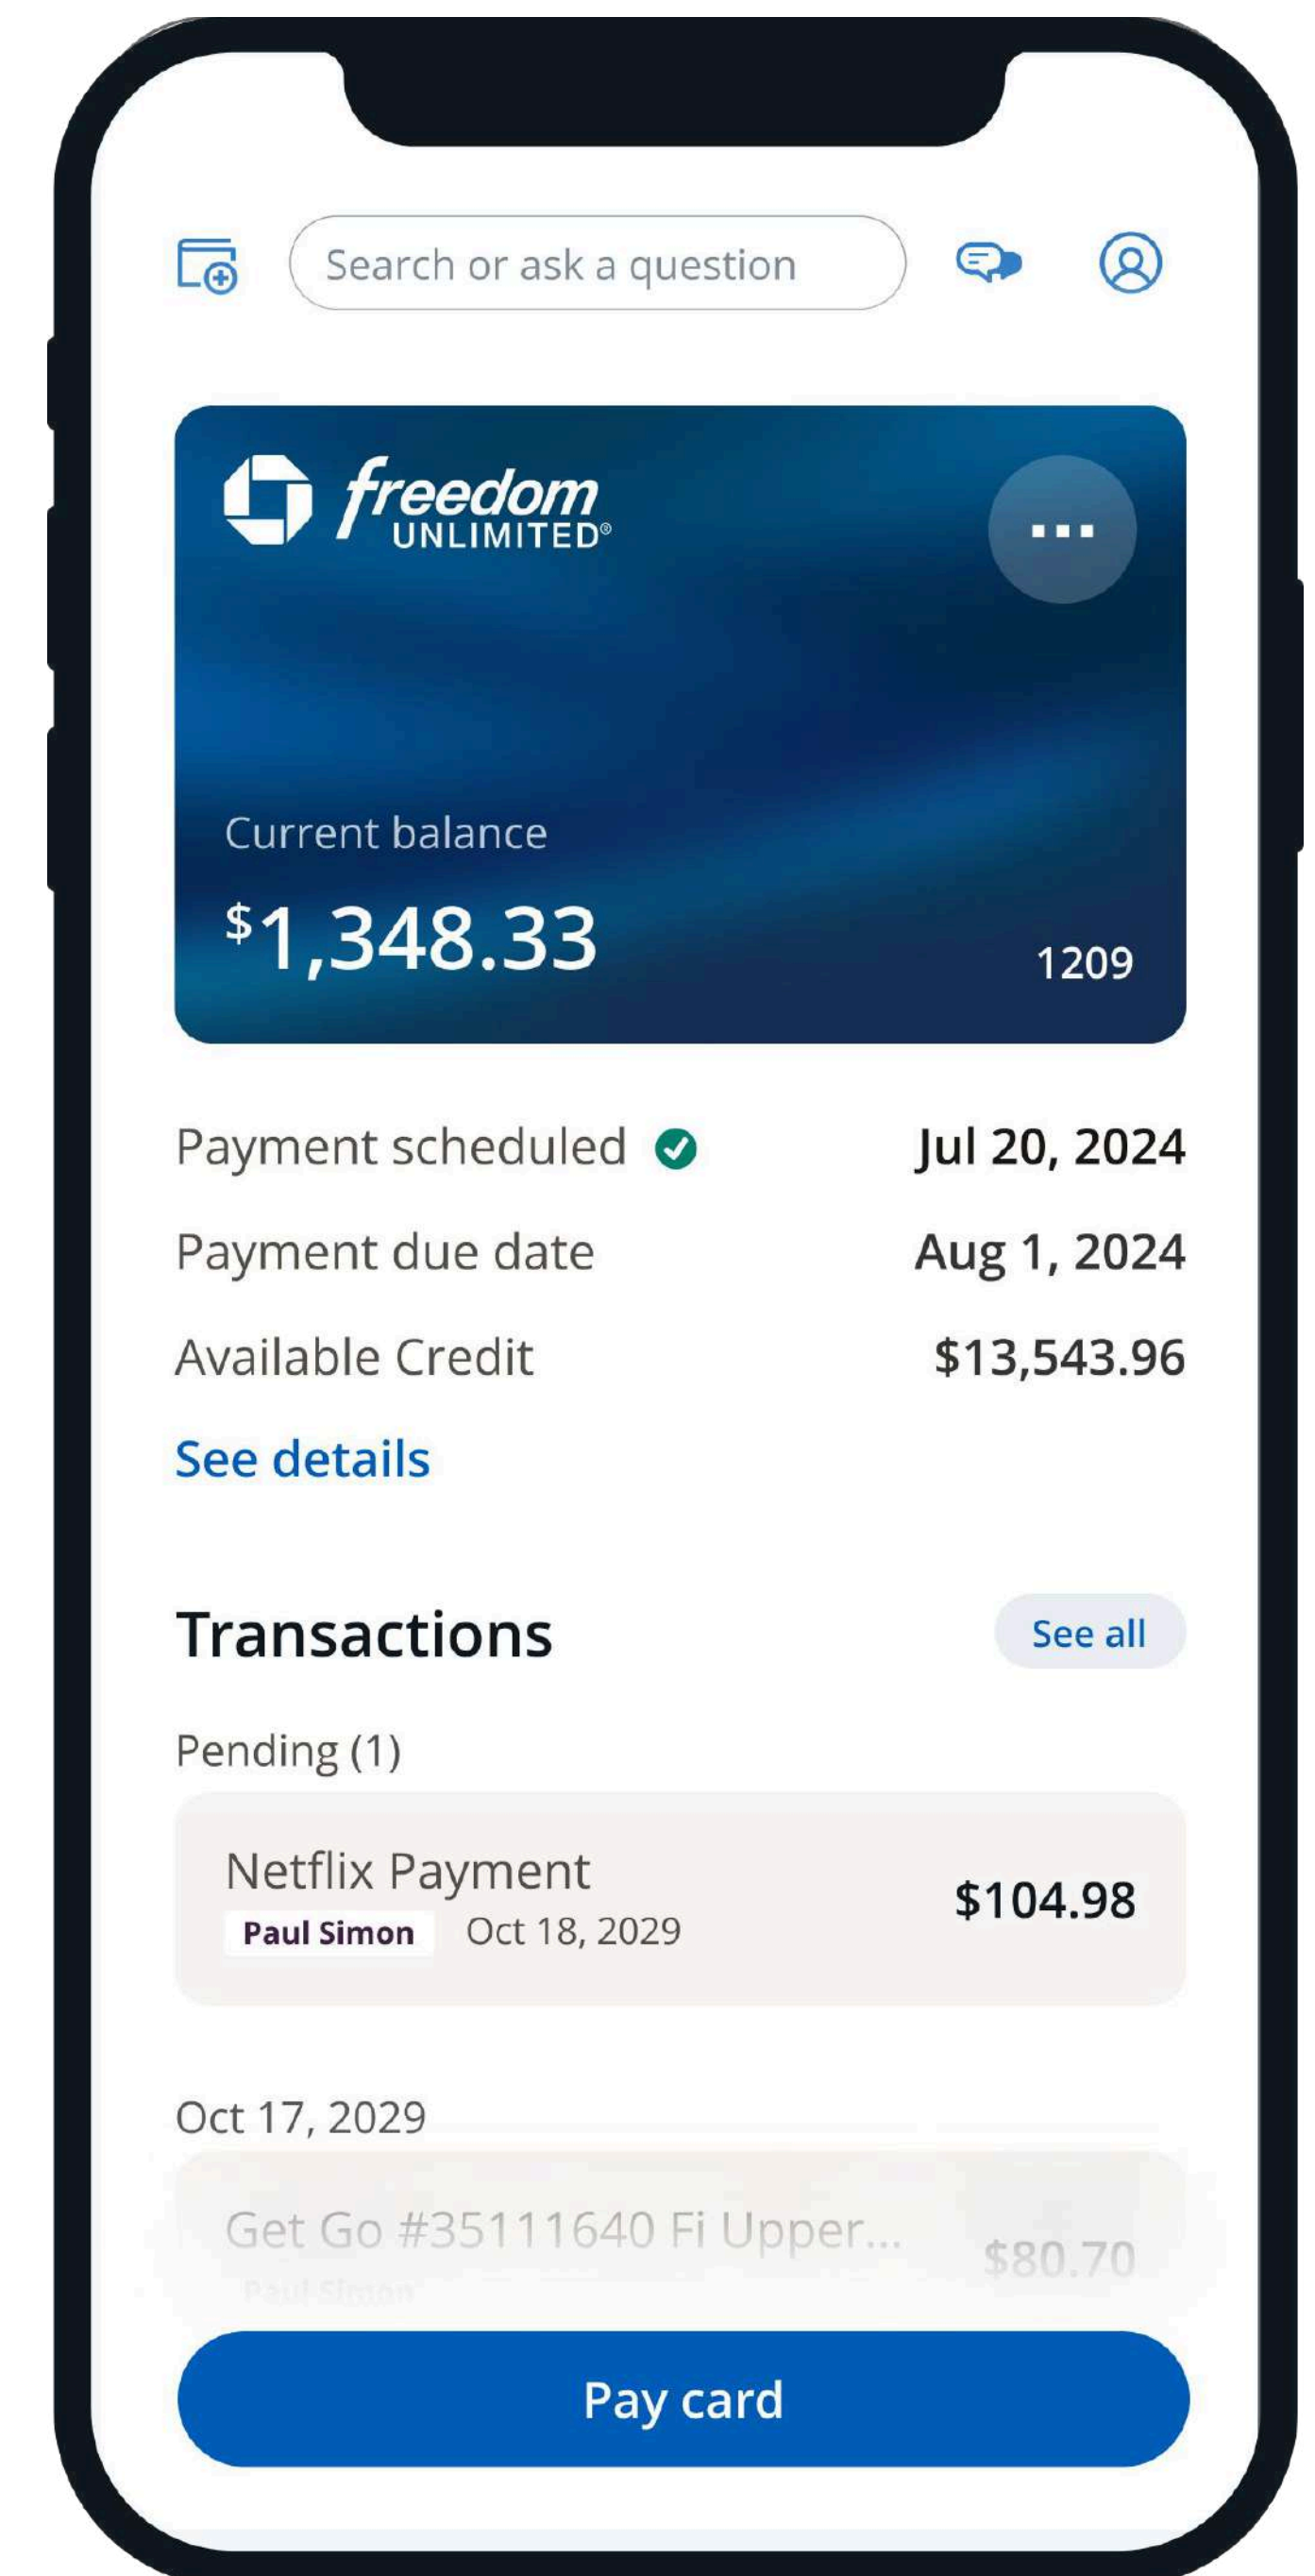 Search or ask a question
freedom
UNLIMITED®
...
Current balance
$1,348.33
1209
Payment scheduled Jul 20, 2024
Payment due date Aug 1, 2024
Available Credit $13,543.96
See details
Transactions See all
Pending (1)
Netflix Payment $104.98
Paul Simon Oct 18, 2029
Oct 17, 2029
Get Go #35111640 Fi Upper... $80.70
Paul Simon
Pay card